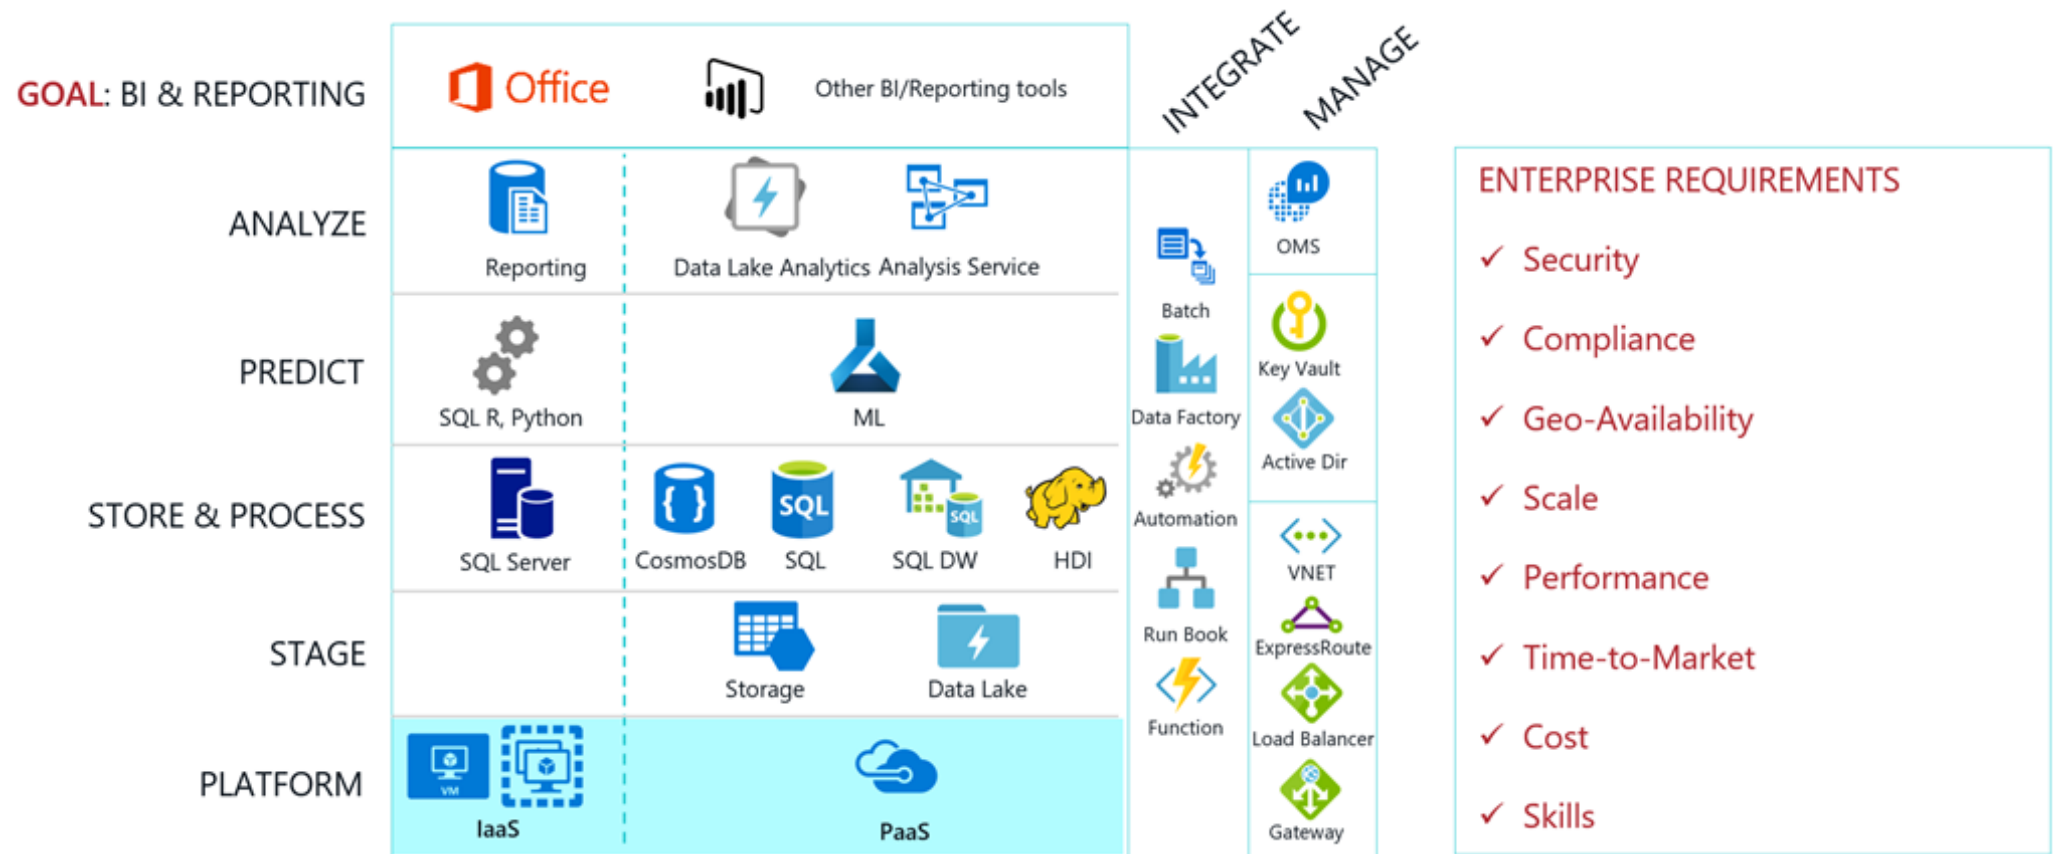 INTEGRATE
MANAGE
GOAL: BI & REPORTING
Office
Other BI/Reporting tools
ANALYZE
Reporting
Data Lake Analytics
Analysis Service
PREDICT
SQL R, Python
ML
STORE & PROCESS
SQL Server
CosmosDB
SQL
SQL
SQL
SQL DW
HDI
STAGE
Storage
Data Lake
PLATFORM
VM
IaaS
PaaS
Batch
Data Factory
Automation
Run Book
Function
OMS
Key Vault
Active Dir
VNET
ExpressRoute
Load Balancer
Gateway
ENTERPRISE REQUIREMENTS
✓ Security
✓ Compliance
✓ Geo-Availability
✓ Scale
✓ Performance
✓ Time-to-Market
✓ Cost
✓ Skills